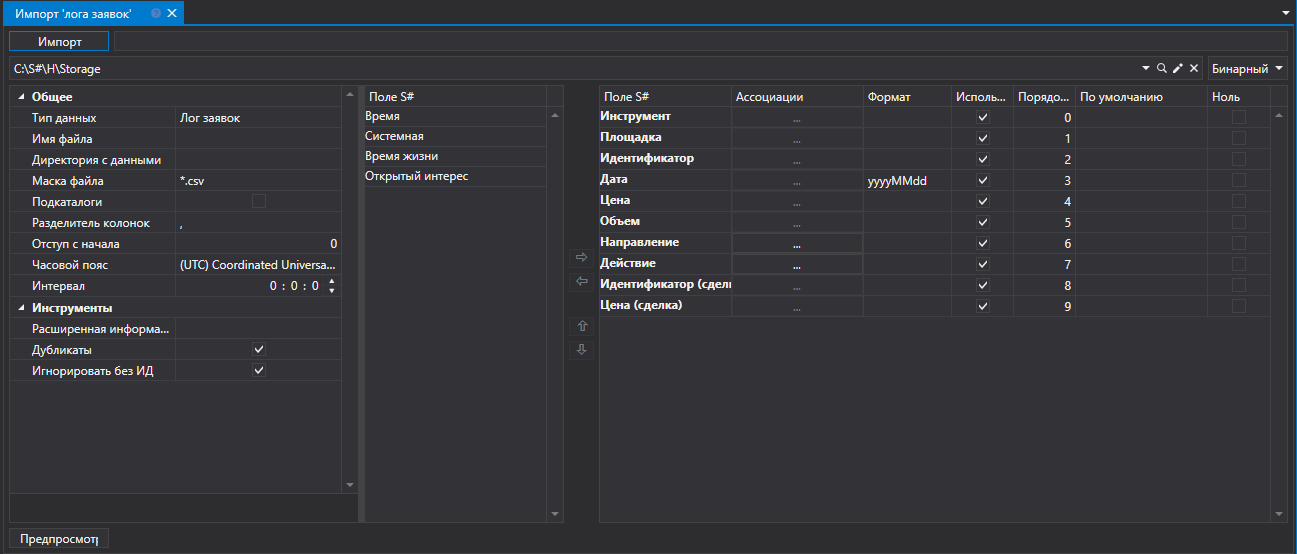 Импорт 'лога заявок'
Импорт
C:\S#\H\Storage
Бинарный
Общее
Тип данных Лог заявок
Имя файла
Директория с данными
Маска файла *.csv
Подкаталоги
Разделитель колонок ,
Отступ с начала 0
Часовой пояс (UTC) Coordinated Universa...
Интервал 0 : 0 : 0
Инструменты
Расширенная информа...
Дубликаты
Игнорировать без ИД
Поле S#
Время
Системная
Время жизни
Открытый интерес
Поле S# Ассоциации Формат Исполь... Порядо... По умолчанию Ноль
Инструмент ... 0
Площадка ... 1
Идентификатор ... 2
Дата ... yyyyMMdd 3
Цена ... 4
Объем ... 5
Направление ... 6
Действие ... 7
Идентификатор (сдел ... 8
Цена (сделка) ... 9
Предпросмотр